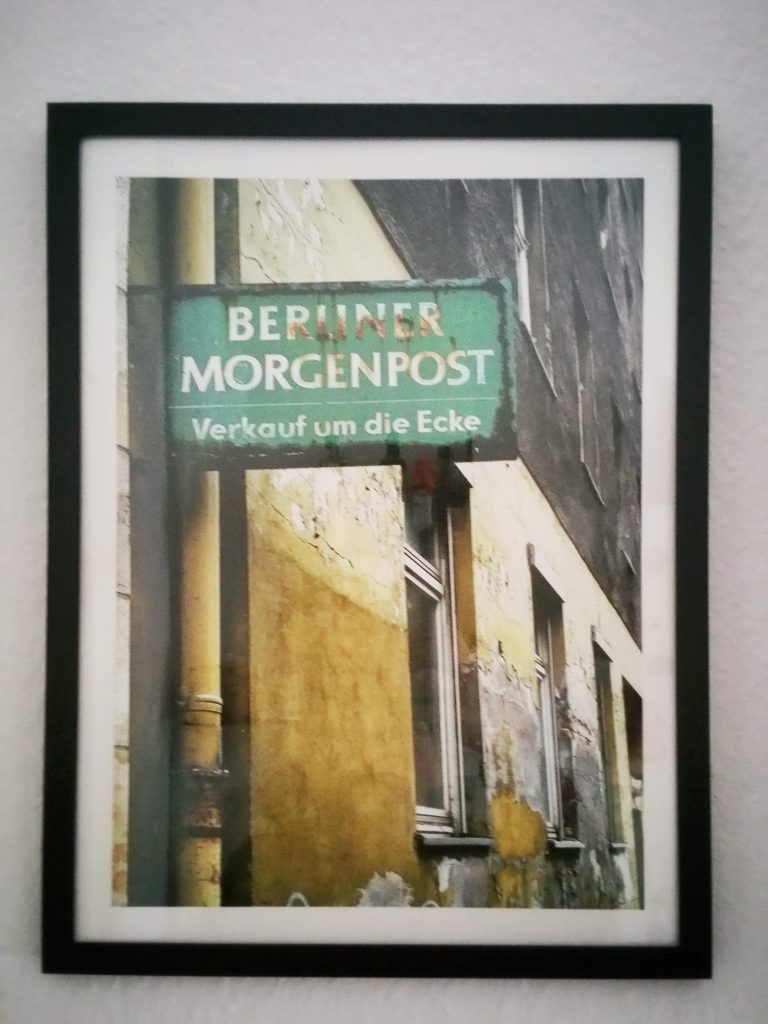 BERLINER
MORGENPOST
Verkauf um die Ecke